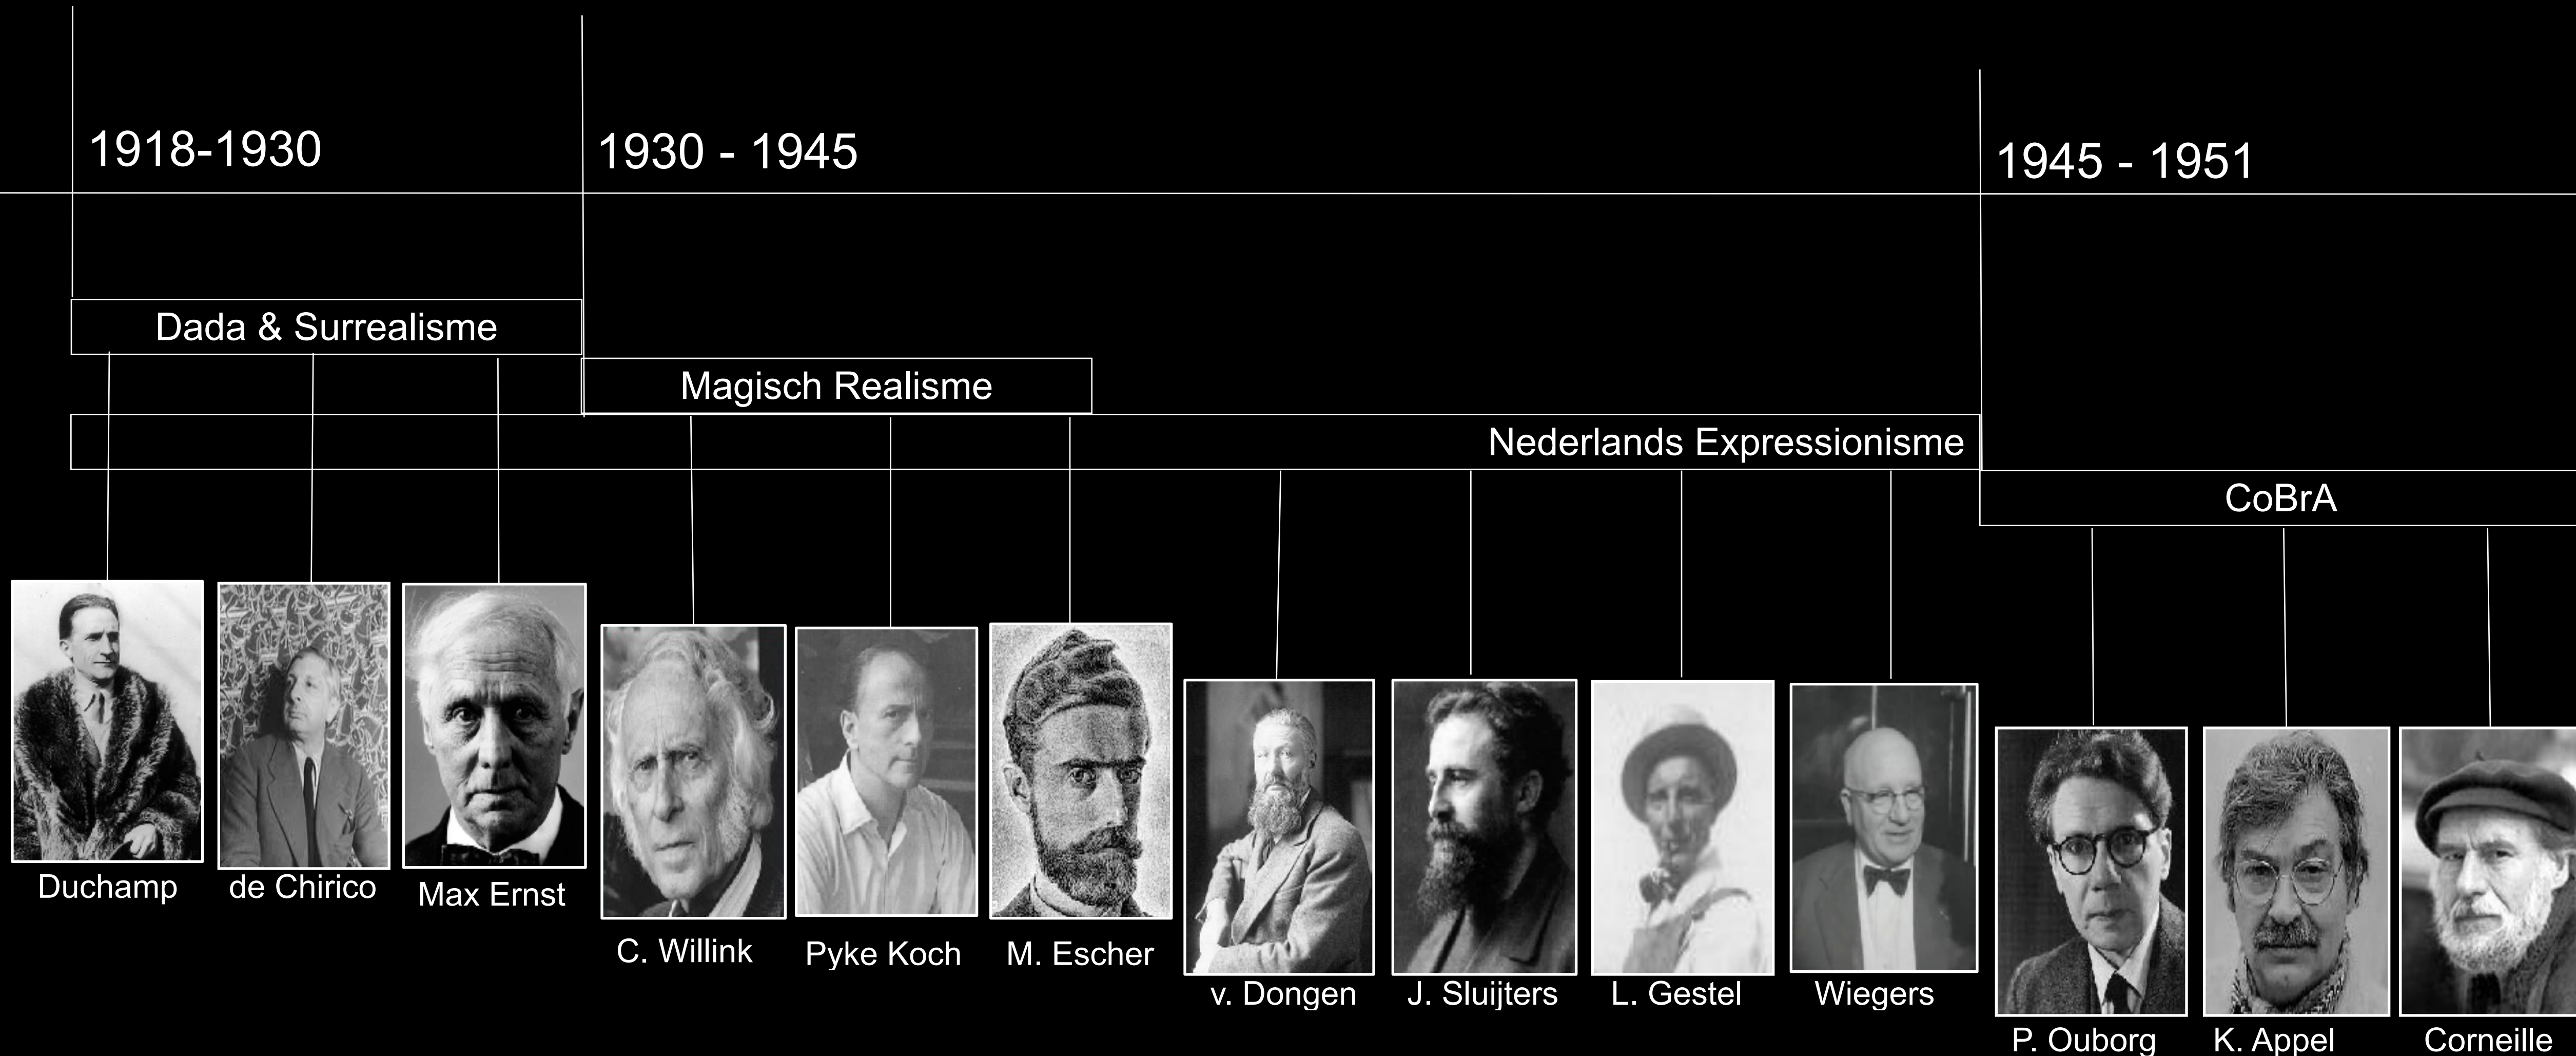 1918-1930
1930 - 1945
1945 - 1951
Dada & Surrealisme
Magisch Realisme
Nederlands Expressionisme
CoBrA
Duchamp
de Chirico
Max Ernst
C. Willink
Pyke Koch
M. Escher
v. Dongen
J. Sluijters
L. Gestel
Wiegers
P. Ouborg
K. Appel
Corneille